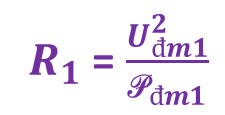 R₁ = U²đm1 / 𝒫đm1